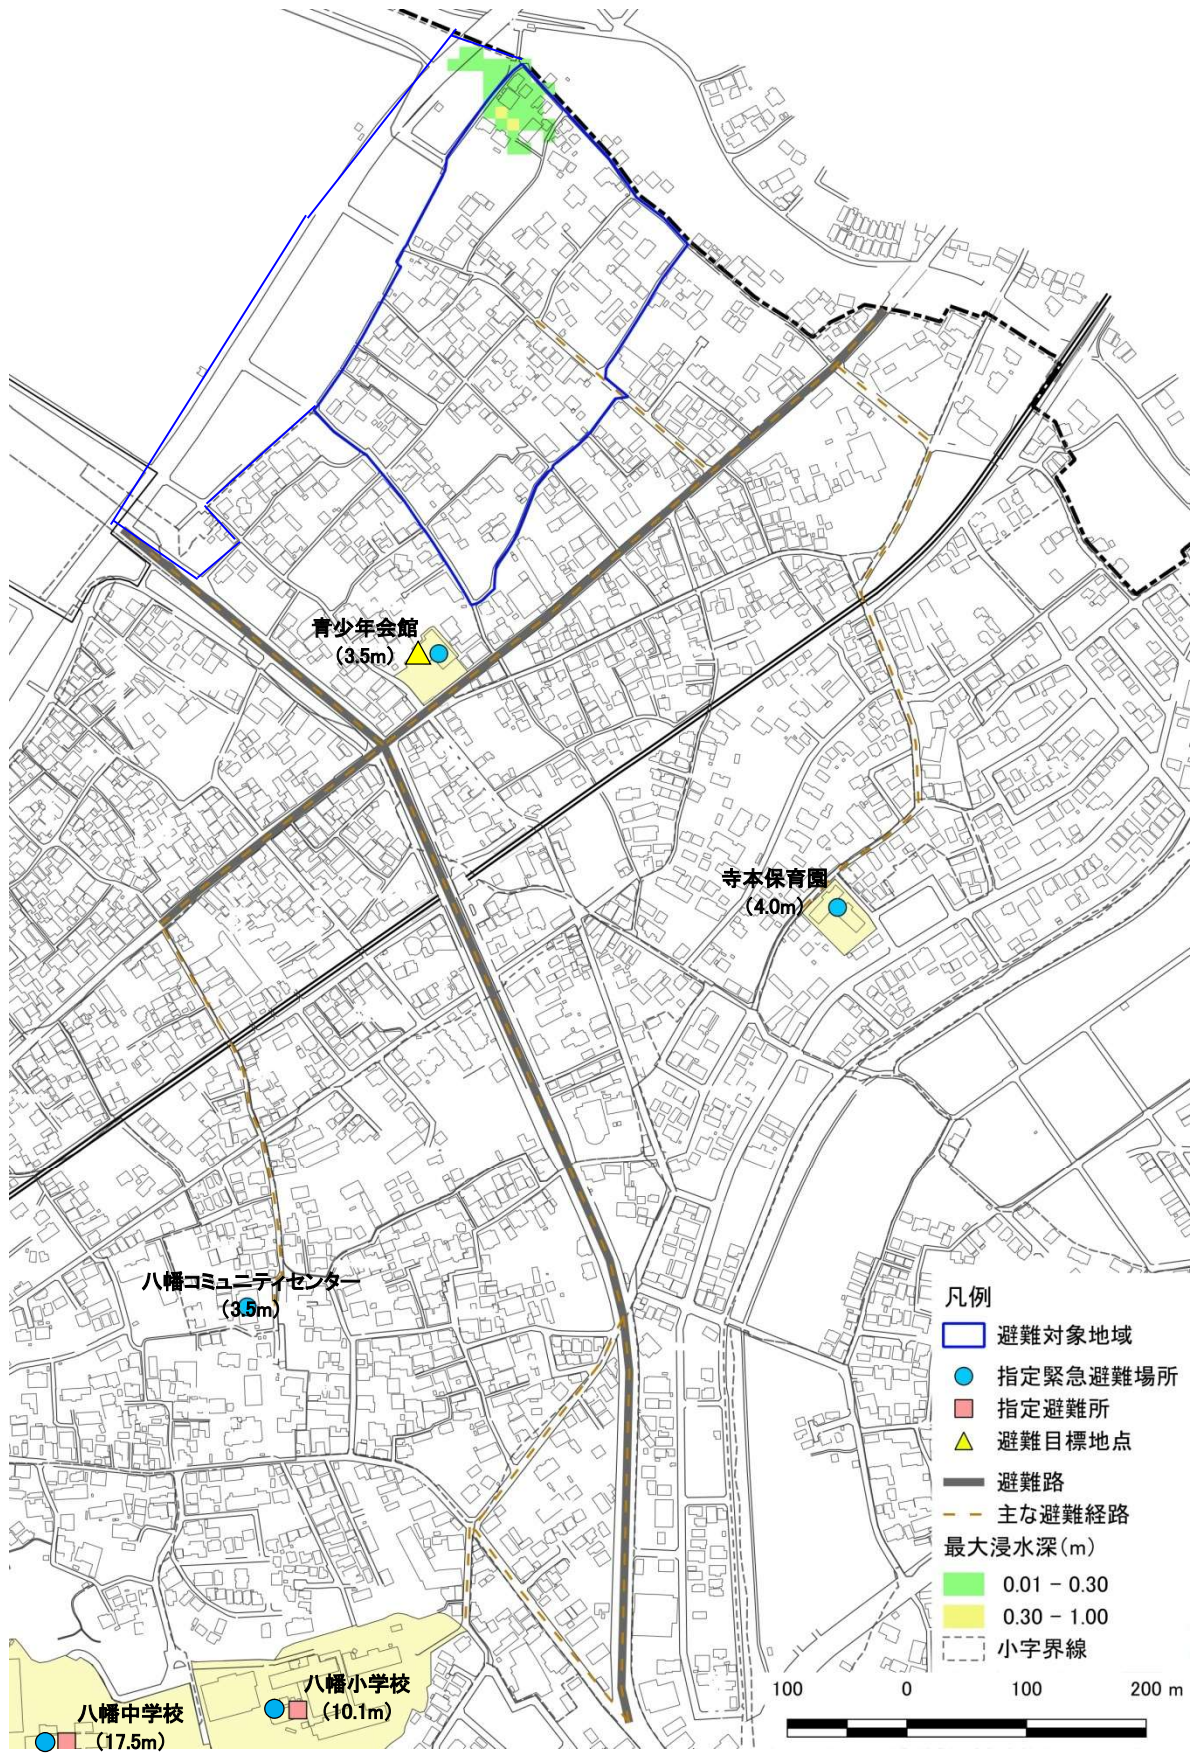 青少年会館
（3.5m）
寺本保育園
（4.0m）
八幡コミュニティセンター
（3.5m）
八幡小学校
（10.1m）
八幡中学校
（17.5m）
凡例
避難対象地域
指定緊急避難場所
指定避難所
避難目標地点
避難路
主な避難経路
最大浸水深(m)
0.01 - 0.30
0.30 - 1.00
小字界線
100 0 100 200 m